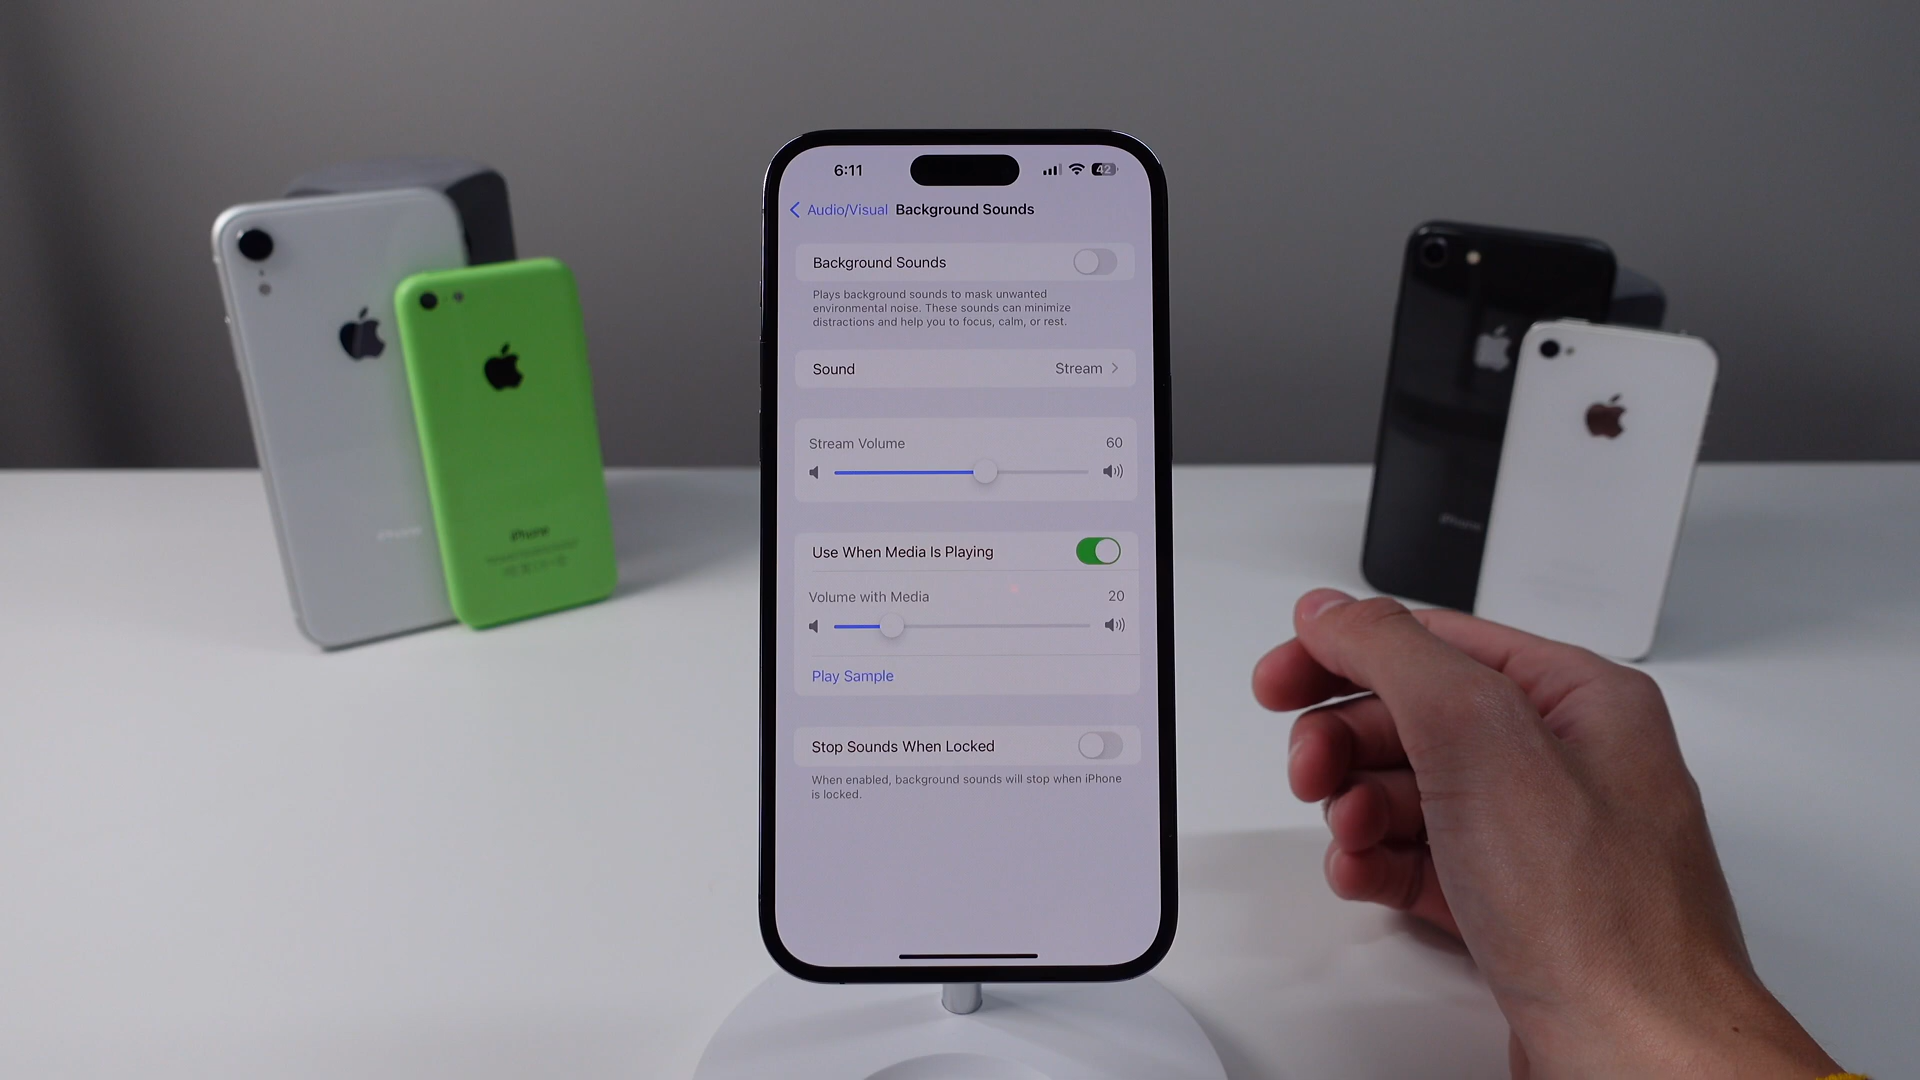 6:11
42
Audio/Visual Background Sounds
Background Sounds
Plays background sounds to mask unwanted
environmental noise. These sounds can minimize
distractions and help you to focus, calm, or rest.
Sound Stream
Stream Volume 60
Use When Media Is Playing
Volume with Media 20
Play Sample
Stop Sounds When Locked
When enabled, background sounds will stop when iPhone
is locked.
iPhone
iPhone
iPhone